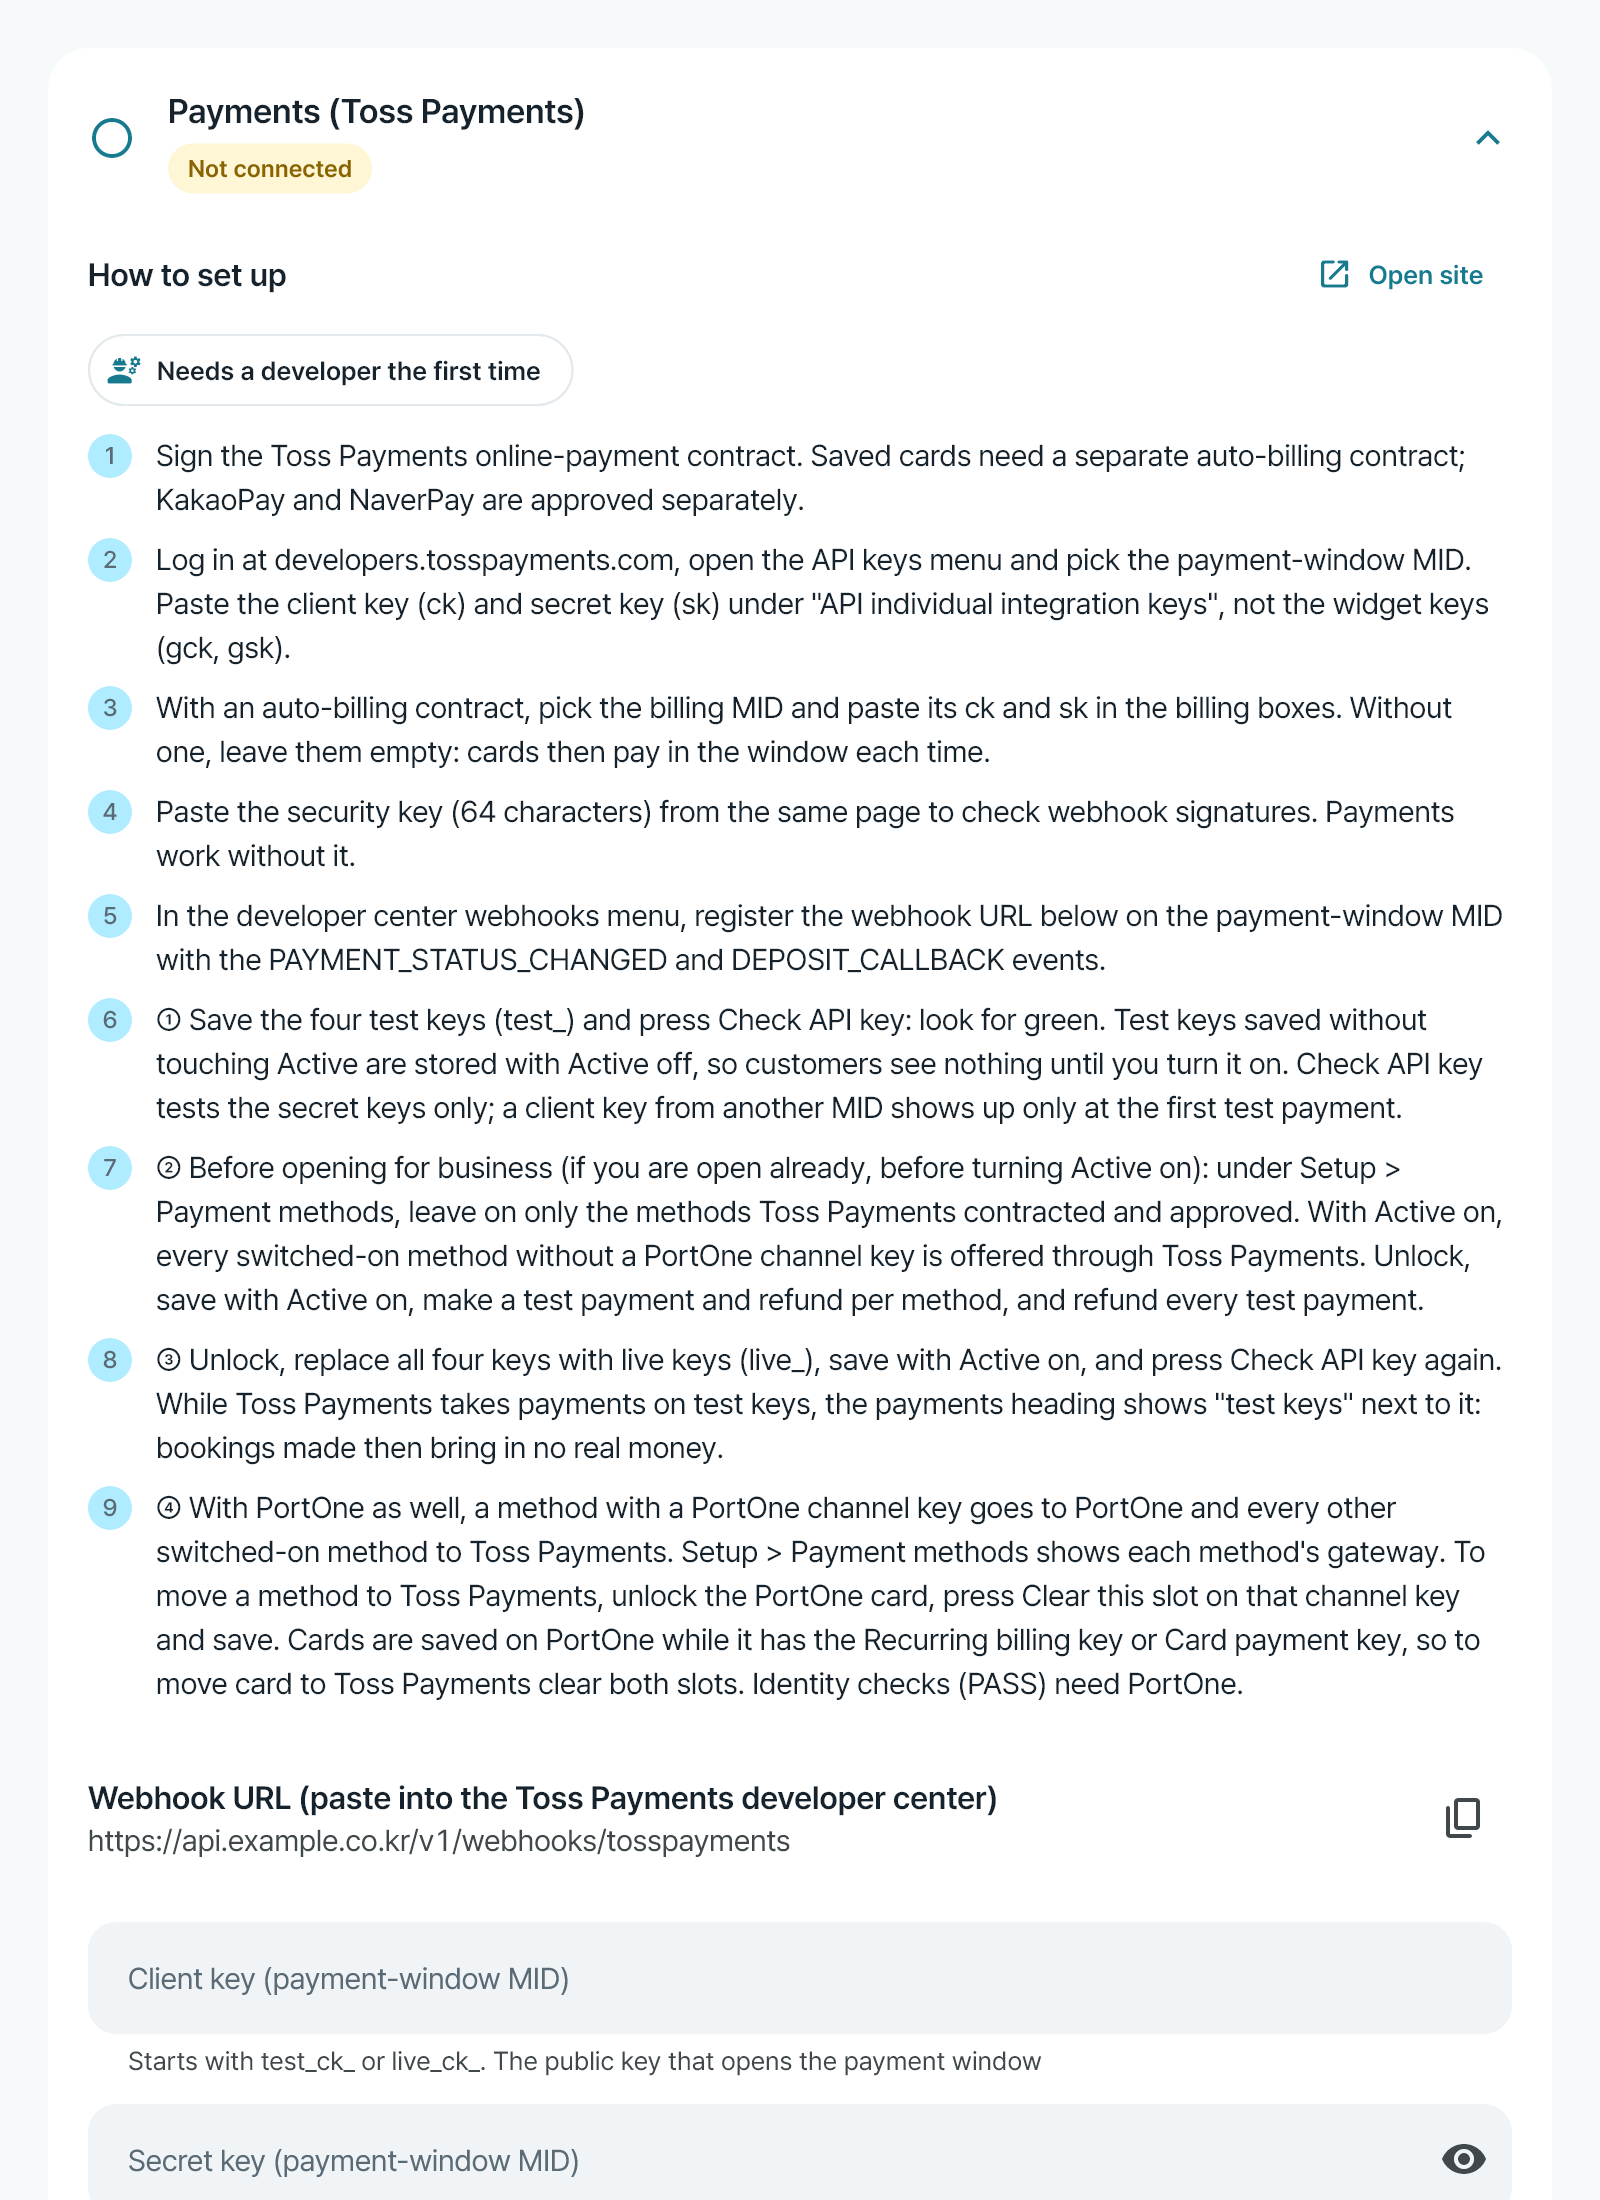 Payments (Toss Payments)
Not connected
How to set up
Open site
Needs a developer the first time
1 Sign the Toss Payments online-payment contract. Saved cards need a separate auto-billing contract;
KakaoPay and NaverPay are approved separately.
2 Log in at developers.tosspayments.com, open the API keys menu and pick the payment-window MID.
Paste the client key (ck) and secret key (sk) under "API individual integration keys", not the widget keys
(gck, gsk).
3 With an auto-billing contract, pick the billing MID and paste its ck and sk in the billing boxes. Without
one, leave them empty: cards then pay in the window each time.
4 Paste the security key (64 characters) from the same page to check webhook signatures. Payments
work without it.
5 In the developer center webhooks menu, register the webhook URL below on the payment-window MID
with the PAYMENT_STATUS_CHANGED and DEPOSIT_CALLBACK events.
6 ① Save the four test keys (test_) and press Check API key: look for green. Test keys saved without
touching Active are stored with Active off, so customers see nothing until you turn it on. Check API key
tests the secret keys only; a client key from another MID shows up only at the first test payment.
7 ② Before opening for business (if you are open already, before turning Active on): under Setup >
Payment methods, leave on only the methods Toss Payments contracted and approved. With Active on,
every switched-on method without a PortOne channel key is offered through Toss Payments. Unlock,
save with Active on, make a test payment and refund per method, and refund every test payment.
8 ③ Unlock, replace all four keys with live keys (live_), save with Active on, and press Check API key again.
While Toss Payments takes payments on test keys, the payments heading shows "test keys" next to it:
bookings made then bring in no real money.
9 ④ With PortOne as well, a method with a PortOne channel key goes to PortOne and every other
switched-on method to Toss Payments. Setup > Payment methods shows each method's gateway. To
move a method to Toss Payments, unlock the PortOne card, press Clear this slot on that channel key
and save. Cards are saved on PortOne while it has the Recurring billing key or Card payment key, so to
move card to Toss Payments clear both slots. Identity checks (PASS) need PortOne.
Webhook URL (paste into the Toss Payments developer center)
https://api.example.co.kr/v1/webhooks/tosspayments
Client key (payment-window MID)
Starts with test_ck_ or live_ck_. The public key that opens the payment window
Secret key (payment-window MID)